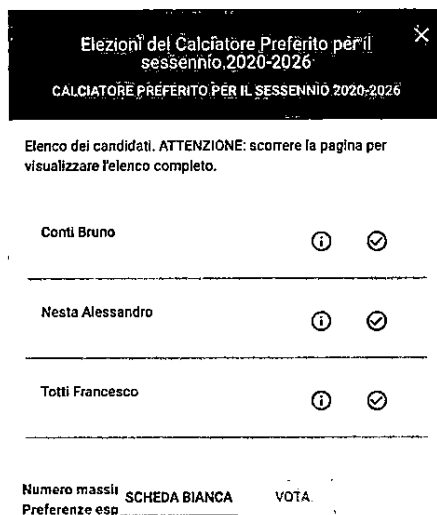 Elezioni del Calciatore Preferito per il
sessennio 2020-2026
CALCIATORE PREFERITO PER IL SESSENNIO 2020-2026
Elenco dei candidati. ATTENZIONE: scorrere la pagina per
visualizzare l'elenco completo.
Conti Bruno
Nesta Alessandro
Totti Francesco
Numero massi
SCHEDA BIANCA VOTA
Preferenze esp